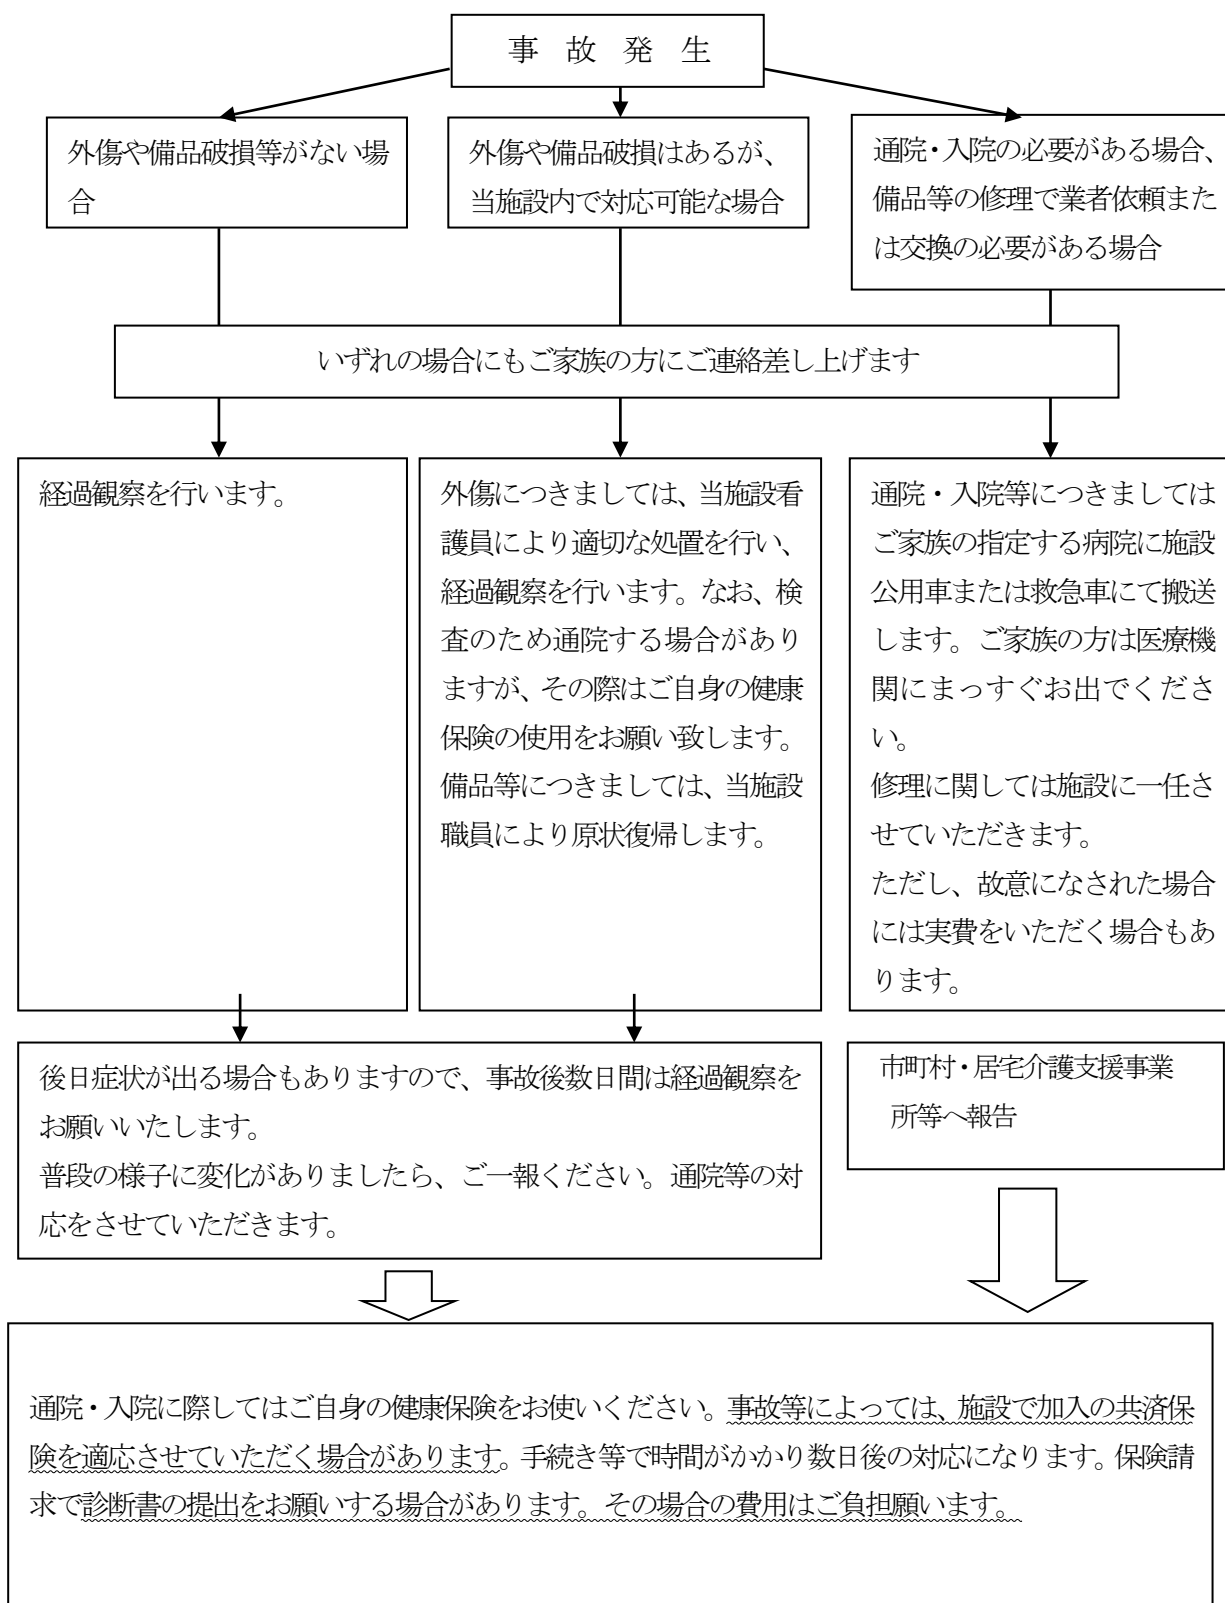 事 故 発 生
外傷や備品破損等がない場
合
外傷や備品破損はあるが、
当施設内で対応可能な場合
通院・入院の必要がある場合、
備品等の修理で業者依頼また
は交換の必要がある場合
いずれの場合にもご家族の方にご連絡差し上げます
経過観察を行います。
外傷につきましては、当施設看
護員により適切な処置を行い、
経過観察を行います。なお、検
査のため通院する場合があり
ますが、その際はご自身の健康
保険の使用をお願い致します。
備品等につきましては、当施設
職員により原状復帰します。
通院・入院等につきましては
ご家族の指定する病院に施設
公用車または救急車にて搬送
します。ご家族の方は医療機
関にまっすぐお出でくださ
い。
修理に関しては施設に一任さ
せていただきます。
ただし、故意になされた場合
には実費をいただく場合もあ
ります。
後日症状が出る場合もありますので、事故後数日間は経過観察を
お願いいたします。
普段の様子に変化がありましたら、ご一報ください。通院等の対
応をさせていただきます。
市町村・居宅介護支援事業
所等へ報告
通院・入院に際してはご自身の健康保険をお使いください。事故等によっては、施設で加入の共済保
険を適応させていただく場合があります。手続き等で時間がかかり数日後の対応になります。保険請
求で診断書の提出をお願いする場合があります。その場合の費用はご負担願います。